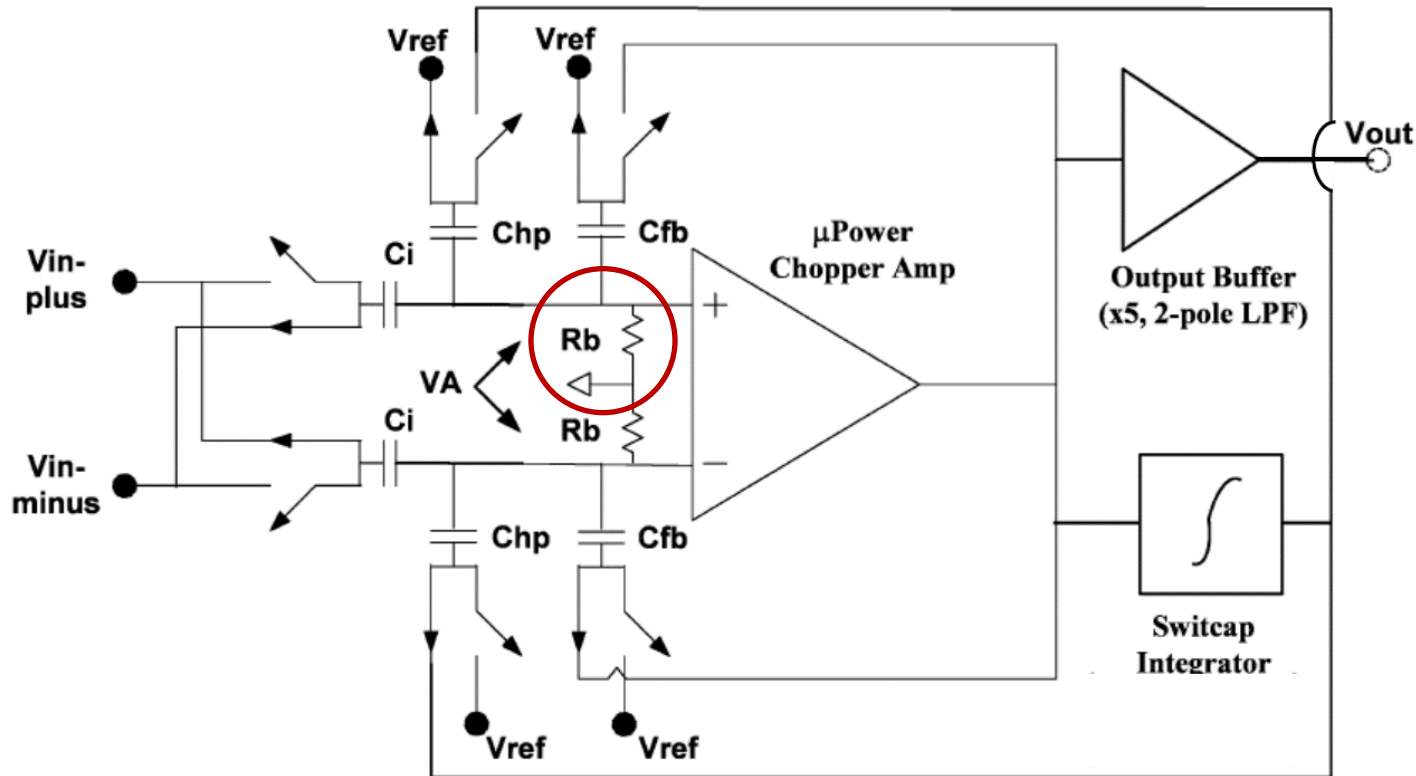 Vref
Vref
Vout
Chp
Cfb
μPower
Chopper Amp
Output Buffer
(x5, 2-pole LPF)
Vin-
plus
Ci
+
Rb
VA
Ci
Rb
−
Vin-
minus
Chp
Cfb
∫
Switcap
Integrator
Vref
Vref